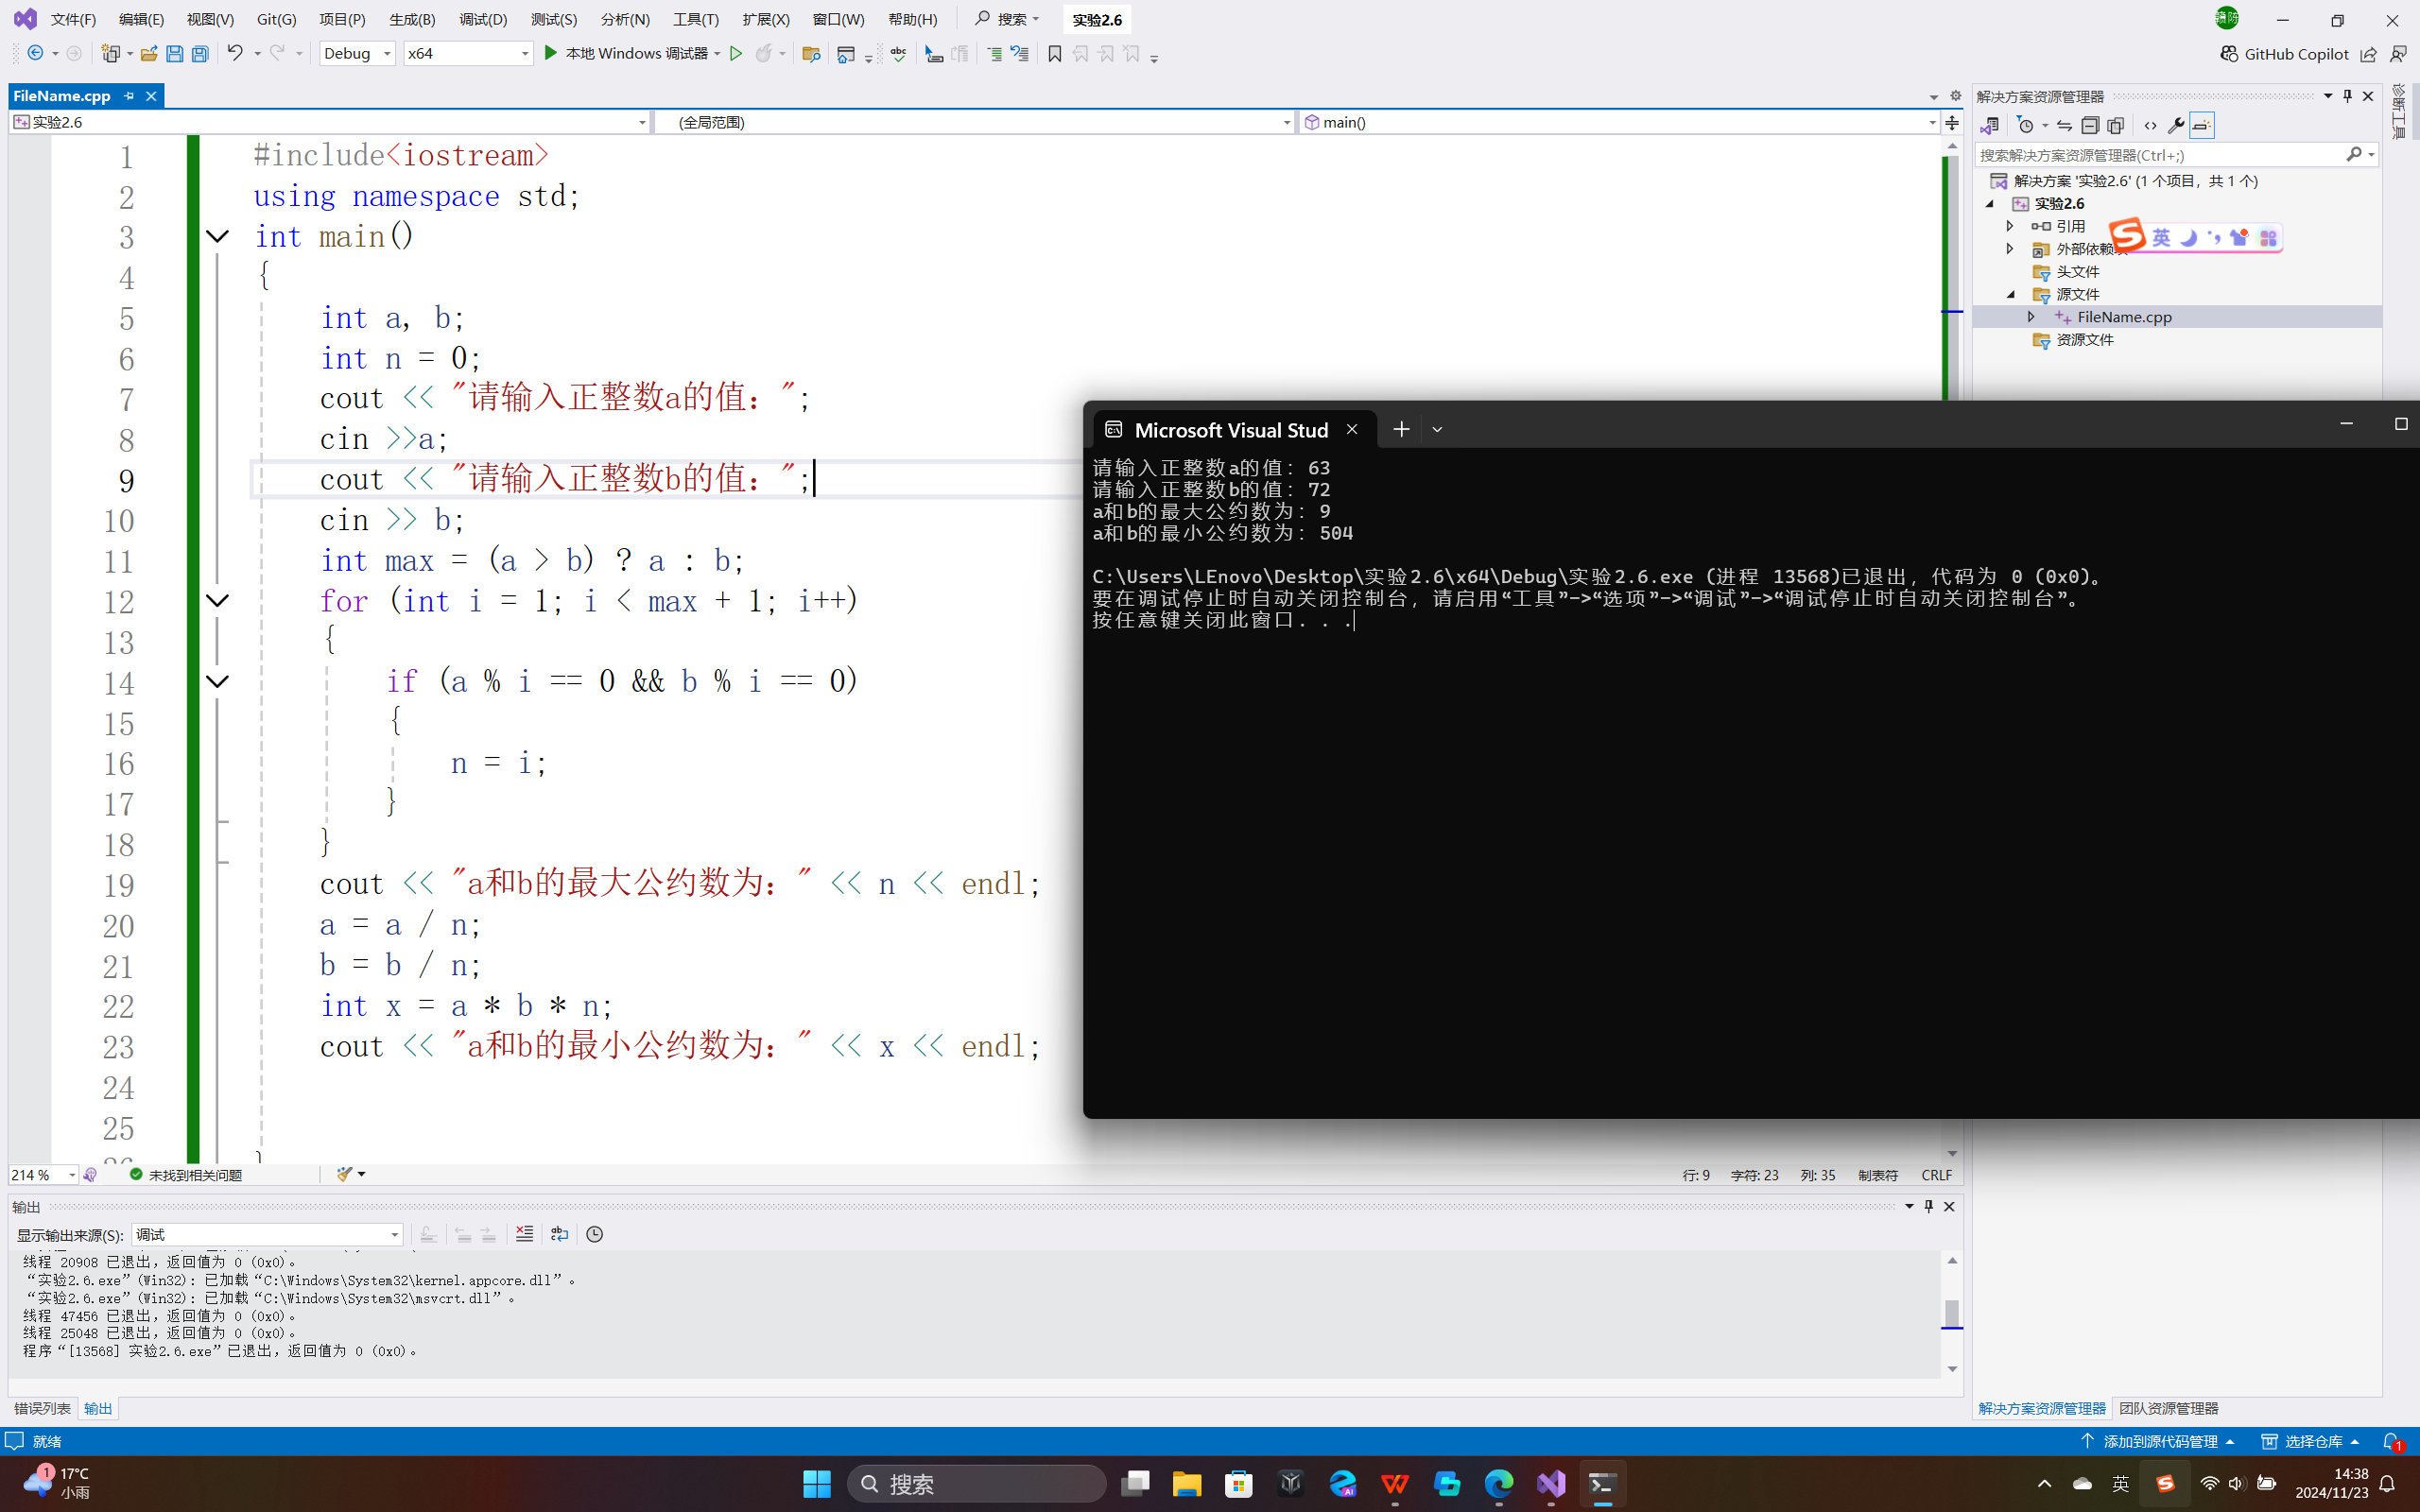 文件(F) 编辑(E) 视图(V) Git(G) 项目(P) 生成(B) 调试(D) 测试(S) 分析(N) 工具(T) 扩展(X) 窗口(W) 帮助(H) 搜索 实验2.6
Debug x64 本地 Windows 调试器 GitHub Copilot
FileName.cpp
实验2.6 (全局范围) main()
1 #include<iostream>
2 using namespace std;
3 int main()
4 {
5 int a, b;
6 int n = 0;
7 cout << "请输入正整数a的值：";
8 cin >>a;
9 cout << "请输入正整数b的值：";
10 cin >> b;
11 int max = (a > b) ? a : b;
12 for (int i = 1; i < max + 1; i++)
13 {
14 if (a % i == 0 && b % i == 0)
15 {
16 n = i;
17 }
18 }
19 cout << "a和b的最大公约数为：" << n << endl;
20 a = a / n;
21 b = b / n;
22 int x = a * b * n;
23 cout << "a和b的最小公约数为：" << x << endl;
24
25
26 }
Microsoft Visual Stud
请输入正整数a的值：63
请输入正整数b的值：72
a和b的最大公约数为：9
a和b的最小公约数为：504
C:\Users\LEnovo\Desktop\实验2.6\x64\Debug\实验2.6.exe (进程 13568)已退出，代码为 0 (0x0)。
要在调试停止时自动关闭控制台，请启用“工具”->“选项”->“调试”->“调试停止时自动关闭控制台”。
按任意键关闭此窗口. . .
解决方案资源管理器
搜索解决方案资源管理器(Ctrl+;)
解决方案 '实验2.6' (1 个项目，共 1 个)
实验2.6
引用
外部依赖
头文件
源文件
FileName.cpp
资源文件
英
诊断工具
214 % 未找到相关问题 行: 9 字符: 23 列: 35 制表符 CRLF
输出
显示输出来源(S): 调试
线程 20908 已退出，返回值为 0 (0x0)。
“实验2.6.exe”(Win32): 已加载“C:\Windows\System32\kernel.appcore.dll”。
“实验2.6.exe”(Win32): 已加载“C:\Windows\System32\msvcrt.dll”。
线程 47456 已退出，返回值为 0 (0x0)。
线程 25048 已退出，返回值为 0 (0x0)。
程序“[13568] 实验2.6.exe”已退出，返回值为 0 (0x0)。
错误列表 输出
解决方案资源管理器 团队资源管理器
就绪 添加到源代码管理 选择仓库 1
1 17°C
小雨
搜索
英
14:38
2024/11/23